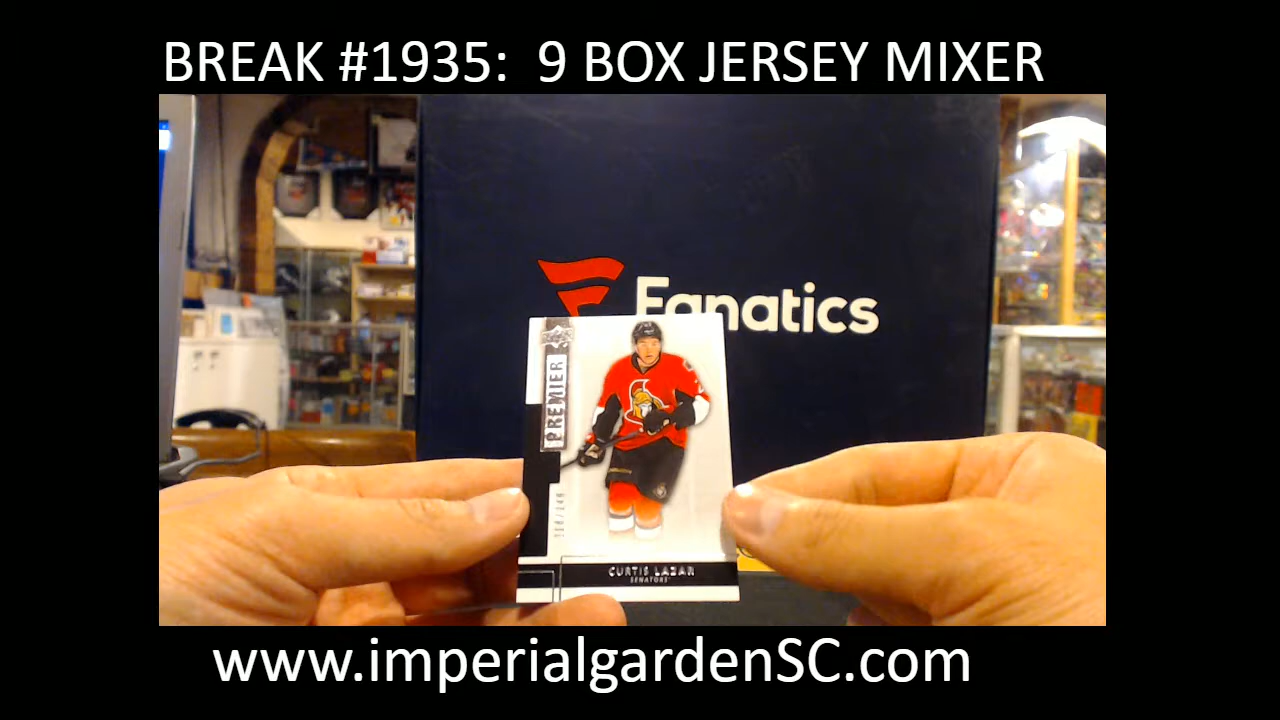 BREAK #1935:  9 BOX JERSEY MIXER
Fanatics
PREMIER
CURTIS LAZAR
SENATORS
www.imperialgardenSC.com